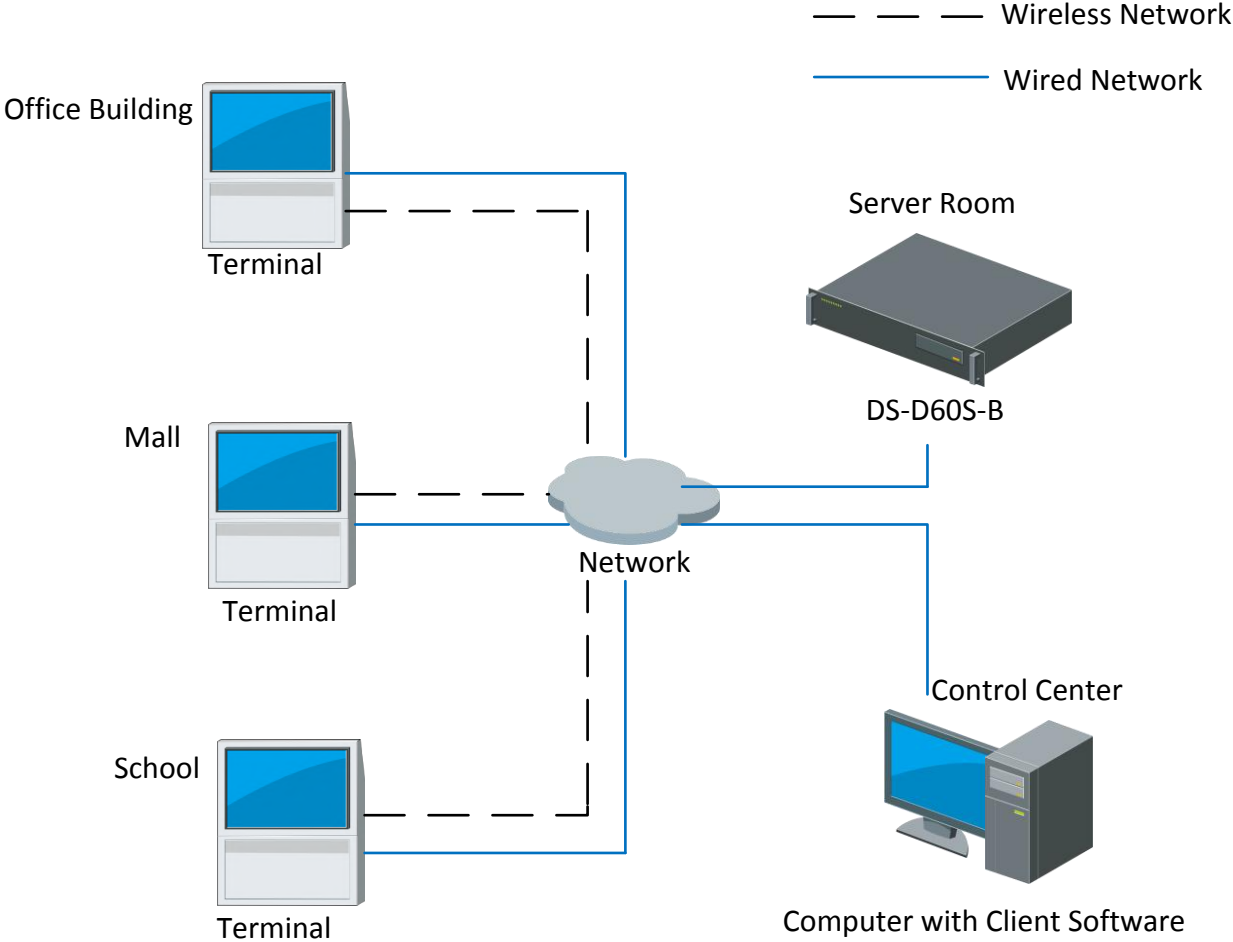 Wireless Network
Wired Network
Office Building
Terminal
Server Room
DS-D60S-B
Mall
Terminal
Network
Control Center
School
Terminal
Computer with Client Software